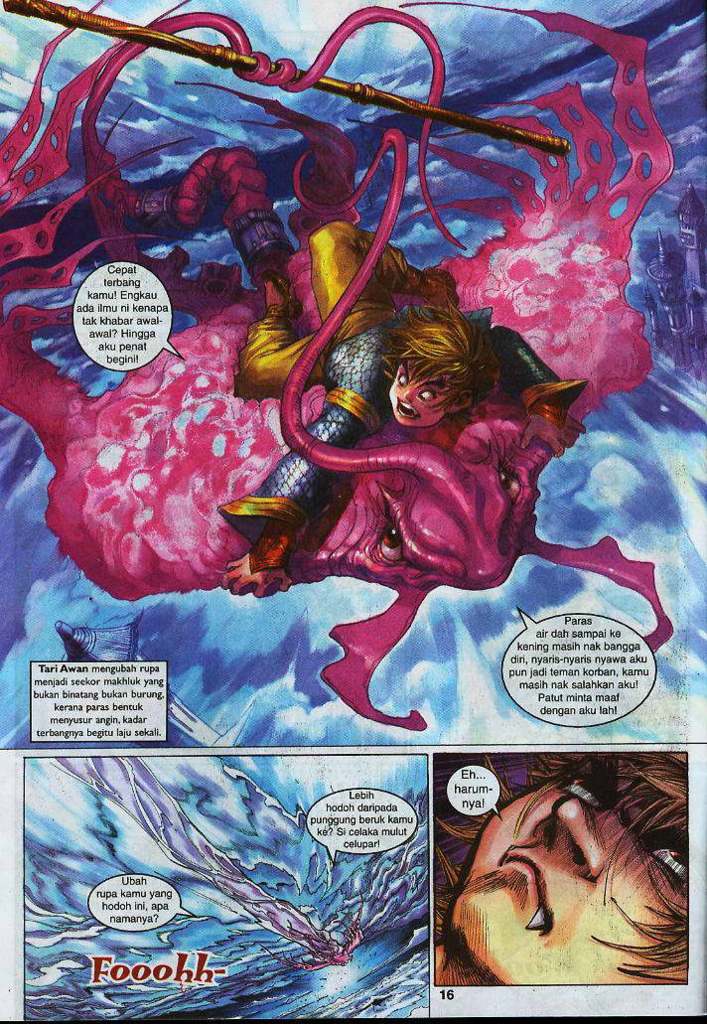 Cepat
terbang
kamu! Engkau
ada ilmu ni kenapa
tak khabar awal-
awal? Hingga
aku penat
begini!
Paras
air dah sampai ke
kening masih nak bangga
diri, nyaris-nyaris nyawa aku
pun jadi teman korban, kamu
masih nak salahkan aku!
Patut minta maaf
dengan aku lah!
Tari Awan mengubah rupa
menjadi seekor makhluk yang
bukan binatang bukan burung,
kerana paras bentuk
menyusur angin, kadar
terbangnya begitu laju sekali.
Lebih
hodoh daripada
punggung beruk kamu
ke? Si celaka mulut
celupar!
Ubah
rupa kamu yang
hodoh ini, apa
namanya?
Fooohh-
Eh...
harum-
nya!
16